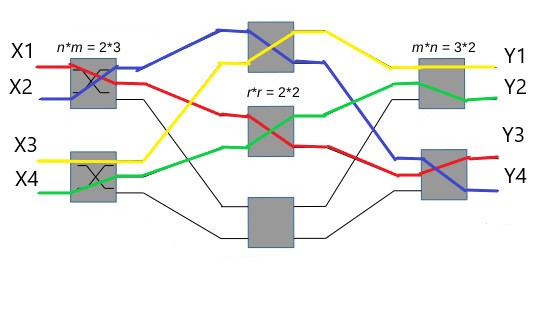 X1
n*m = 2*3
m*n = 3*2
Y1
X2
r*r = 2*2
Y2
X3
Y3
X4
Y4